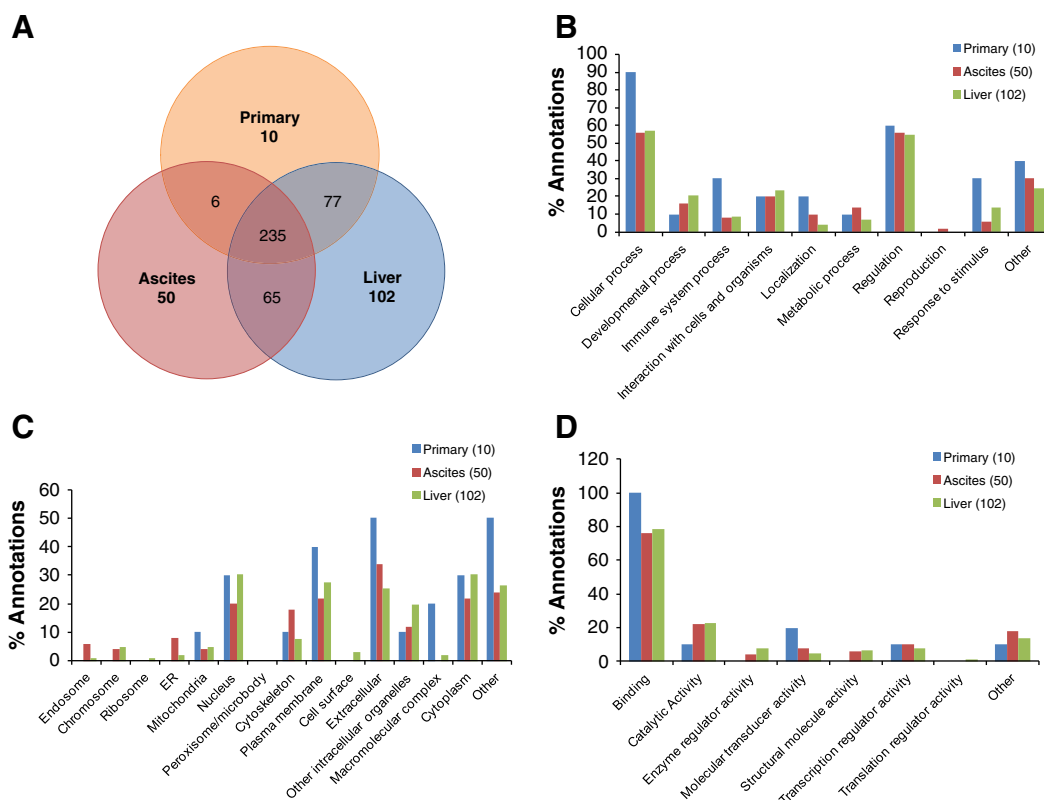 A
Primary
10
6
77
235
Ascites
50
Liver
102
65
B
% Annotations
100
90
80
70
60
50
40
30
20
10
0
Primary (10)
Ascites (50)
Liver (102)
Cellular process
Developmental process
Immune system process
Interaction with cells and organisms
Localization
Metabolic process
Regulation
Reproduction
Response to stimulus
Other
C
% Annotations
60
50
40
30
20
10
0
Primary (10)
Ascites (50)
Liver (102)
Endosome
Chromosome
Ribosome
ER
Mitochondria
Nucleus
Peroxisome/microbody
Cytoskeleton
Plasma membrane
Cell surface
Extracellular
Other intracellular organelles
Macromolecular complex
Cytoplasm
Other
D
% Annotations
120
100
80
60
40
20
0
Primary (10)
Ascites (50)
Liver (102)
Binding
Catalytic Activity
Enzyme regulator activity
Molecular transducer activity
Structural molecule activity
Transcription regulator activity
Translation regulator activity
Other